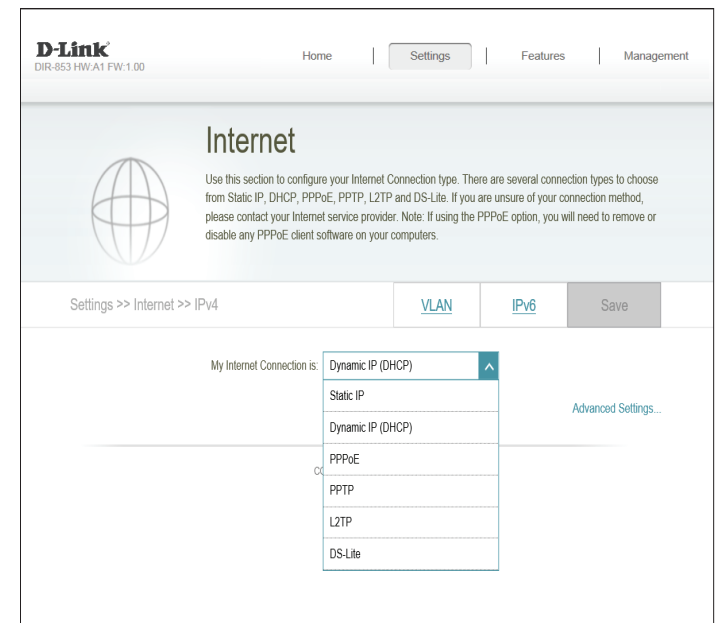 D-Link
DIR-853 HW:A1 FW:1.00
Home
Settings
Features
Management
Internet
Use this section to configure your Internet Connection type. There are several connection types to choose
from Static IP, DHCP, PPPoE, PPTP, L2TP and DS-Lite. If you are unsure of your connection method,
please contact your Internet service provider. Note: If using the PPPoE option, you will need to remove or
disable any PPPoE client software on your computers.
Settings >> Internet >> IPv4
VLAN
IPv6
Save
My Internet Connection is:
Dynamic IP (DHCP)
Static IP
Advanced Settings...
Dynamic IP (DHCP)
PPPoE
PPTP
L2TP
DS-Lite